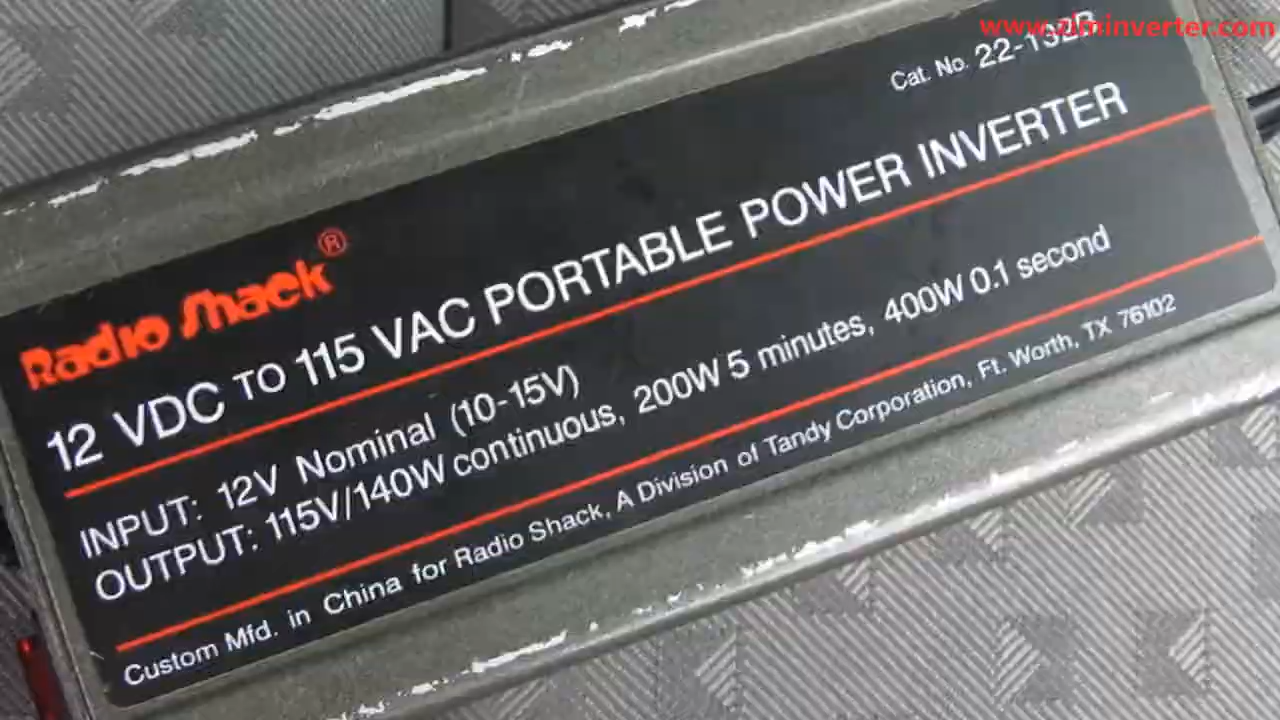 www.zlminverter.com
Cat. No.
Radio Shack®
12 VDC TO 115 VAC PORTABLE POWER INVERTER
INPUT: 12V Nominal (10-15V)
OUTPUT: 115V/140W continuous, 200W 5 minutes, 400W 0.1 second
Custom Mfd. in China for Radio Shack, A Division of Tandy Corporation, Ft. Worth, TX 76102